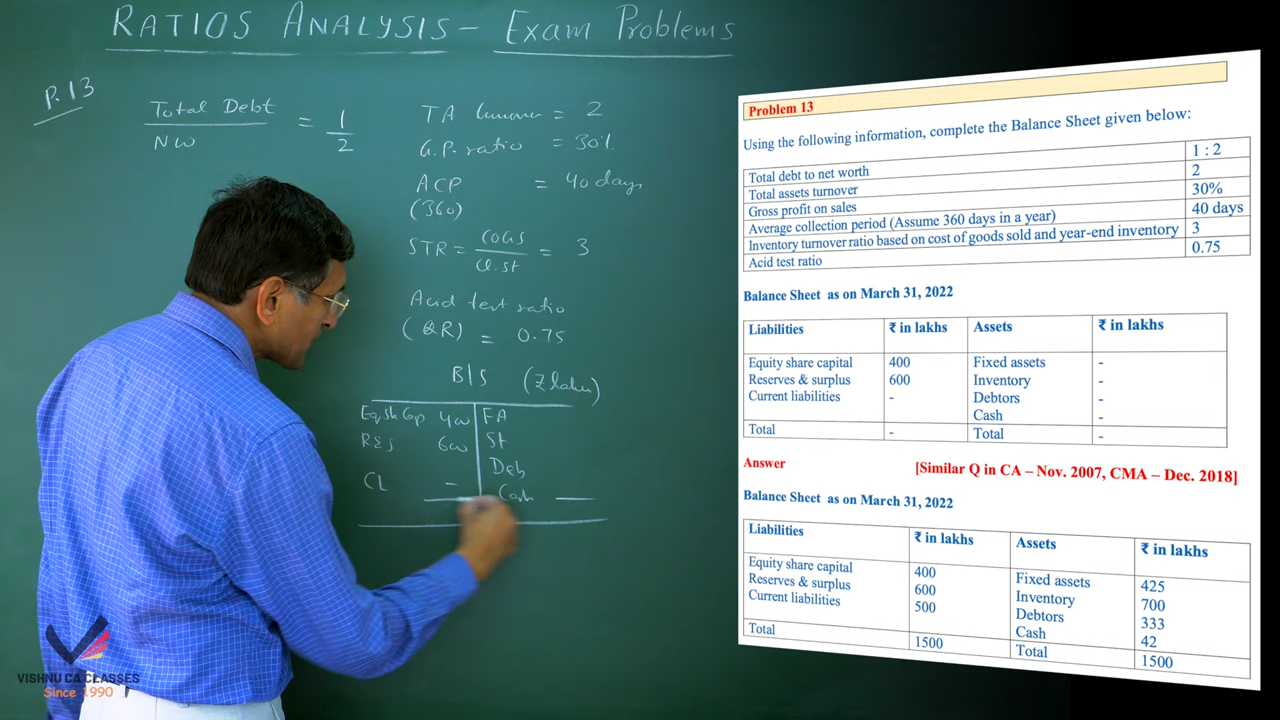 RATIOS ANALYSIS – Exam Problems
P.13
Total Debt
NW
= 1
2
TA turnover = 2
G.P. ratio = 30%
ACP = 40 days
(360)
STR = COGS = 3
Cl. st
Acid test ratio
(QR) = 0.75
B/S (₹ lakhs)
Eq sh Cap 400 FA
R&S 600 St
Deb
CL -
Cash
VISHNU CA CLASSES
Since 1990
Problem 13
Using the following information, complete the Balance Sheet given below:
Total debt to net worth 1 : 2
Total assets turnover 2
Gross profit on sales 30%
Average collection period (Assume 360 days in a year) 40 days
Inventory turnover ratio based on cost of goods sold and year-end inventory 3
Acid test ratio 0.75
Balance Sheet as on March 31, 2022
Liabilities ₹ in lakhs Assets ₹ in lakhs
Equity share capital 400 Fixed assets -
Reserves & surplus 600 Inventory -
Current liabilities - Debtors -
Cash -
Total - Total -
Answer [Similar Q in CA – Nov. 2007, CMA – Dec. 2018]
Balance Sheet as on March 31, 2022
Liabilities ₹ in lakhs Assets ₹ in lakhs
Equity share capital 400 Fixed assets 425
Reserves & surplus 600 Inventory 700
Current liabilities 500 Debtors 333
Cash 42
Total 1500 Total 1500